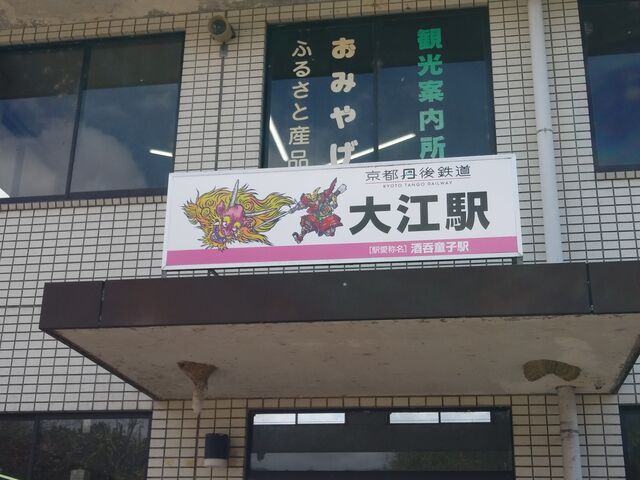 観光案内所
おみやげ
ふるさと産品
京都丹後鉄道
KYOTO TANGO RAILWAY
大江駅
[駅愛称名] 酒呑童子駅